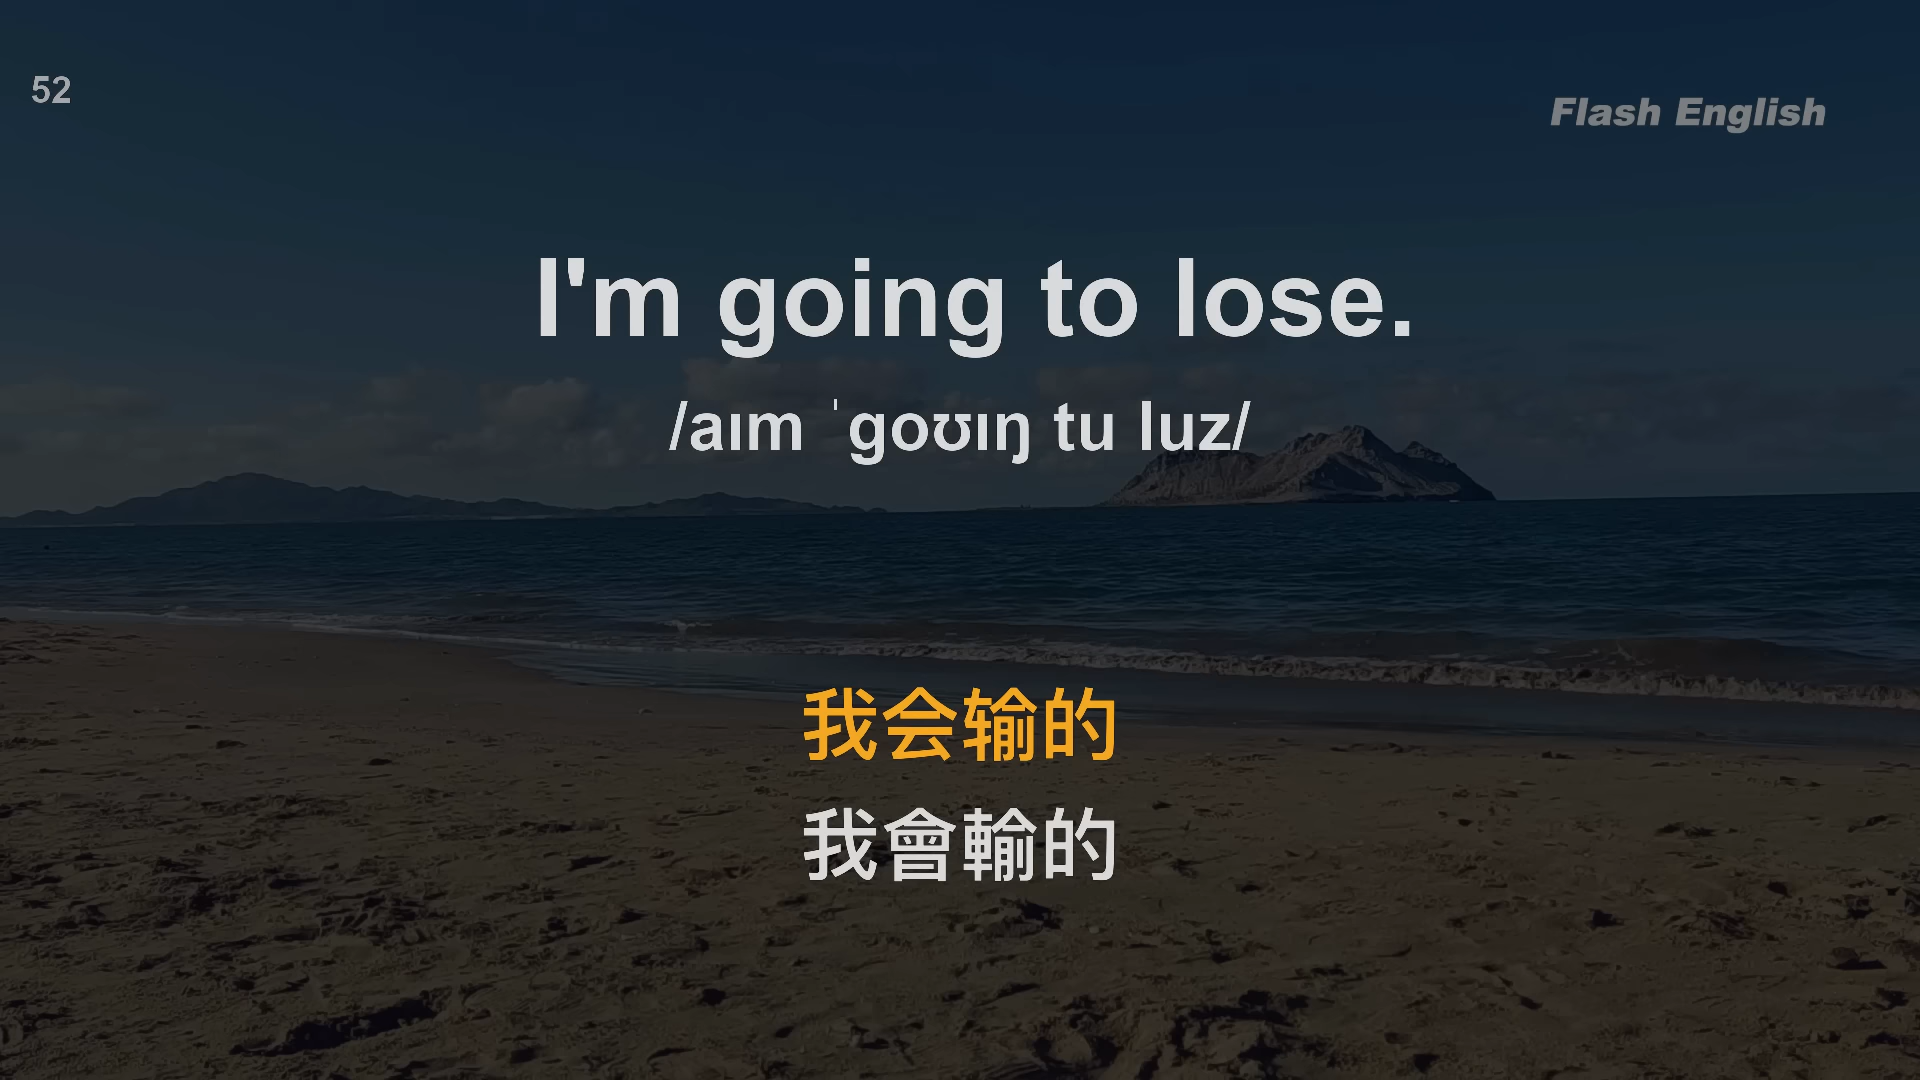 52
Flash English
I'm going to lose.
/aɪm ˈɡoʊɪŋ tu luz/
我会输的
我會輸的